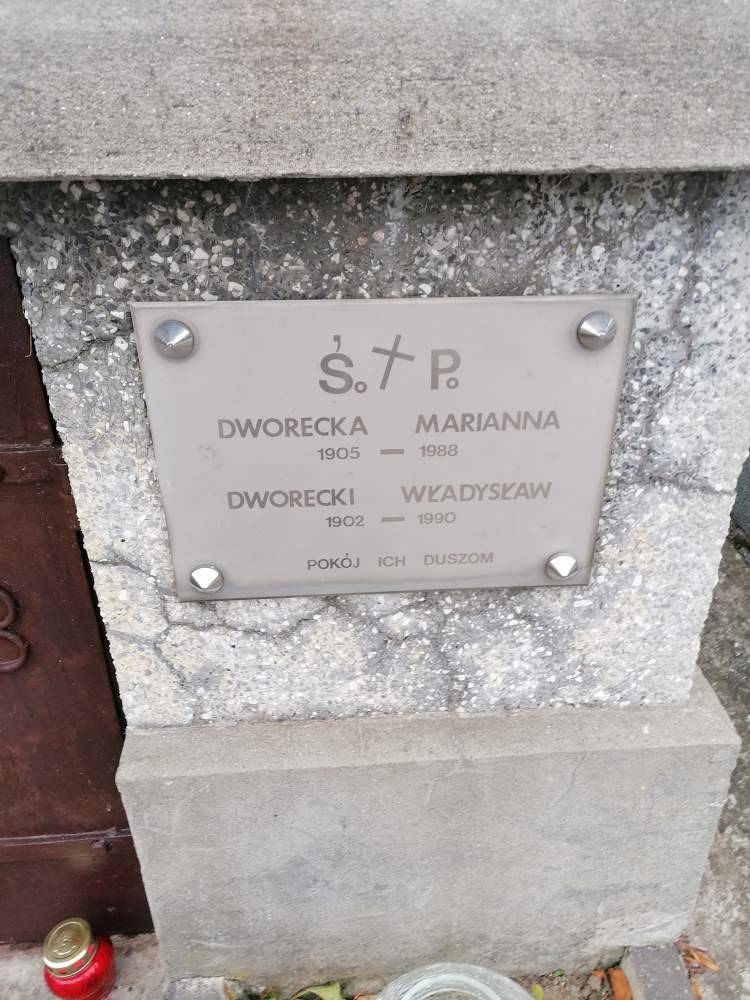 Ś. P.
DWORECKA MARIANNA
1905 — 1988
DWORECKI WŁADYSŁAW
1902 — 1990
POKÓJ ICH DUSZOM